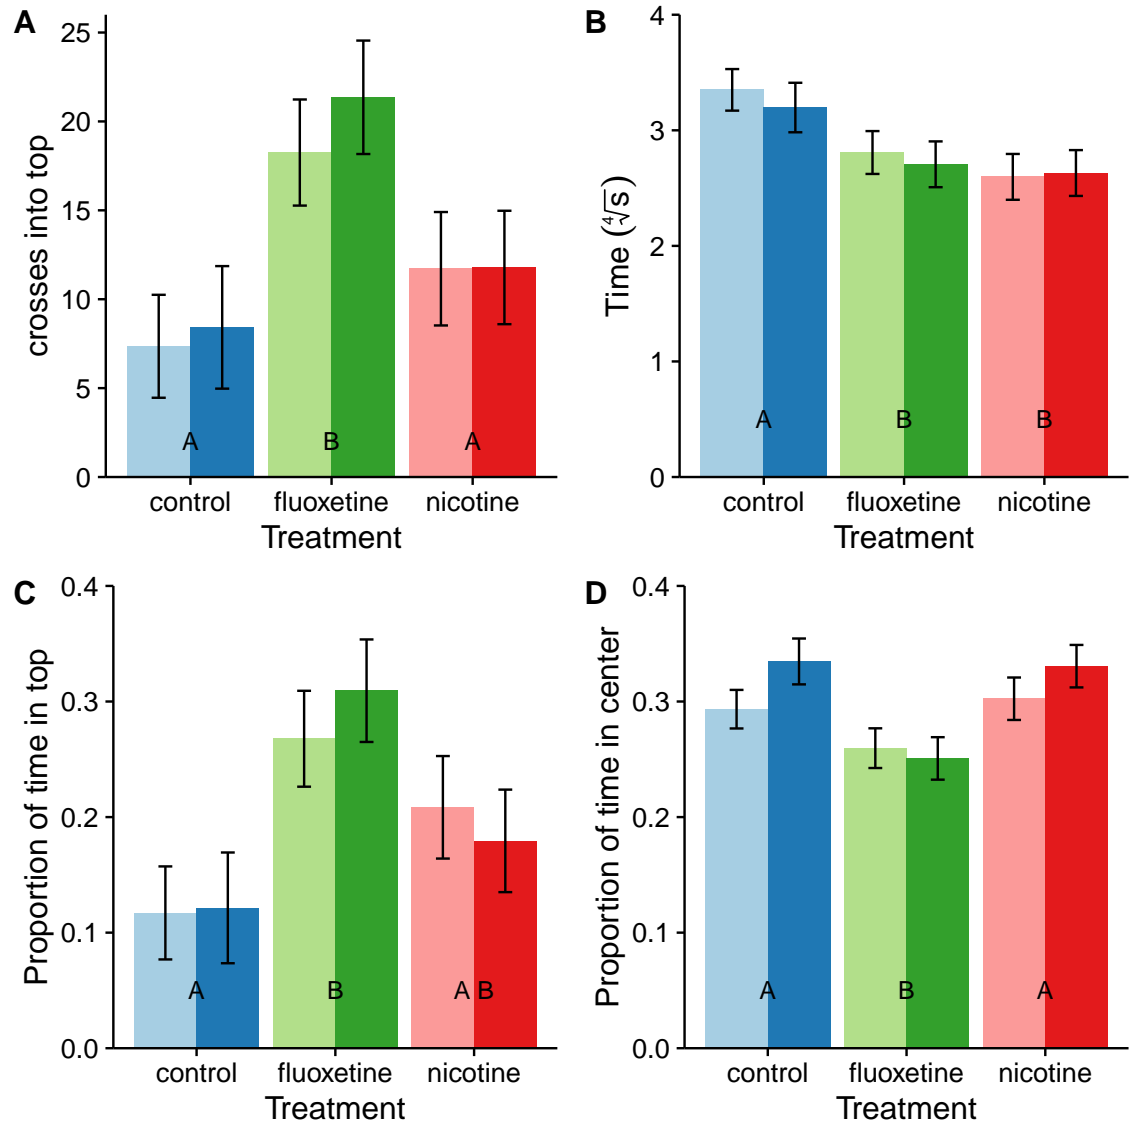 A
crosses into top
25
20
15
10
5
0
A B A
control fluoxetine nicotine
Treatment
B
Time (∜s)
4
3
2
1
0
A B B
control fluoxetine nicotine
Treatment
C
Proportion of time in top
0.4
0.3
0.2
0.1
0.0
A B A B
control fluoxetine nicotine
Treatment
D
Proportion of time in center
0.4
0.3
0.2
0.1
0.0
A B A
control fluoxetine nicotine
Treatment